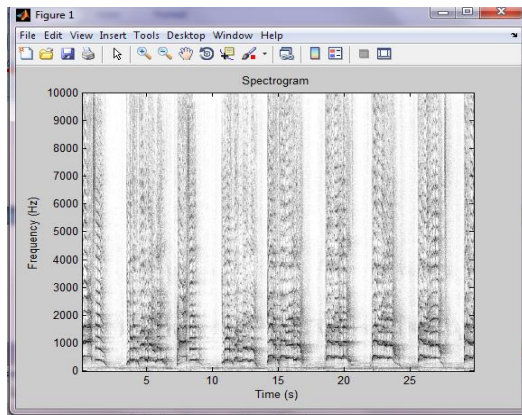 Figure 1
File Edit View Insert Tools Desktop Window Help
Spectrogram
10000
9000
8000
7000
6000
5000
4000
3000
2000
1000
0
Frequency (Hz)
5 10 15 20 25
Time (s)